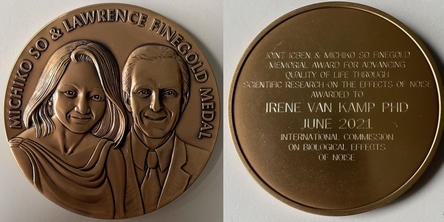 MICHIKO SO & LAWRENCE FINEGOLD MEDAL
JOINT ICBEN & MICHIKO SO FINEGOLD
MEMORIAL AWARD FOR ADVANCING
QUALITY OF LIFE THROUGH
SCIENTIFIC RESEARCH ON THE EFFECTS OF NOISE
AWARDED TO
IRENE VAN KAMP PHD
JUNE 2021
INTERNATIONAL COMMISSION
ON BIOLOGICAL EFFECTS
OF NOISE